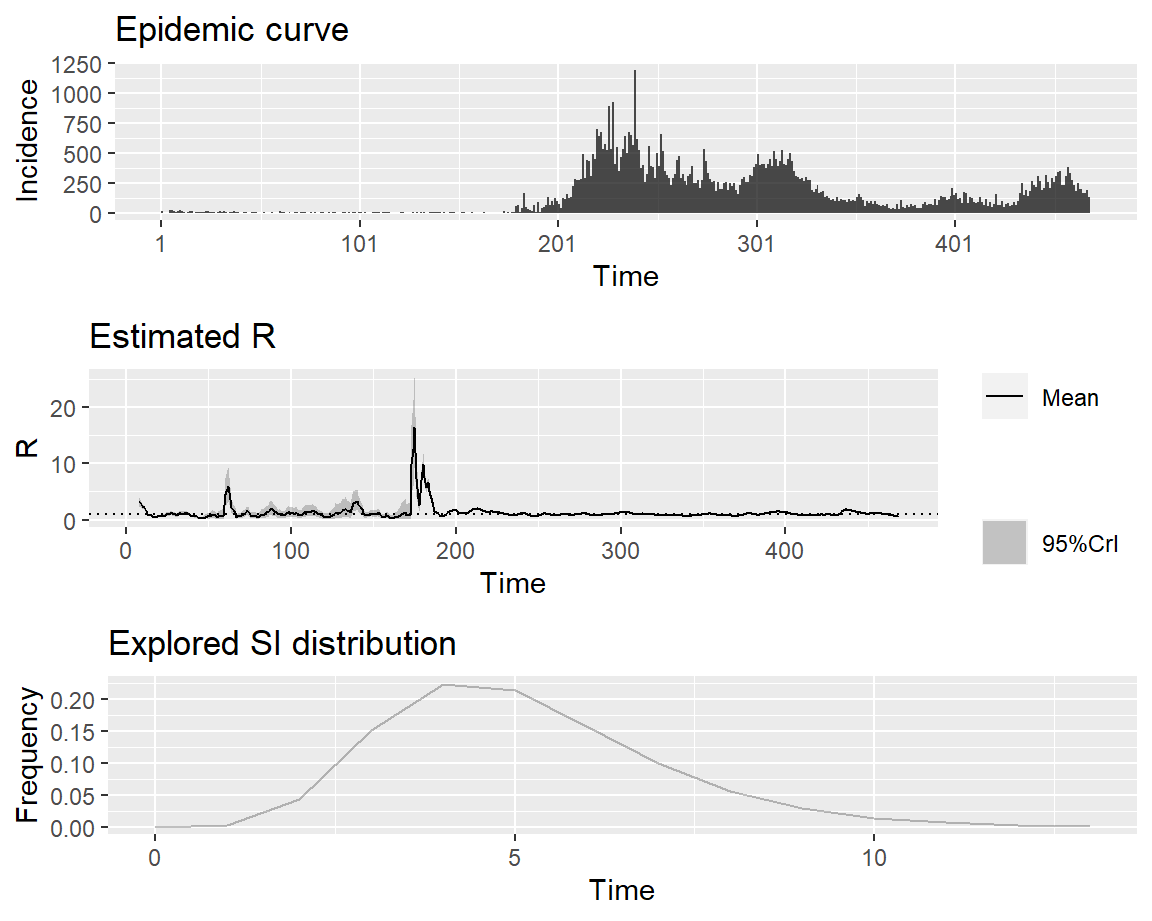 Epidemic curve
1250
1000
750
500
250
0
Incidence
1 101 201 301 401
Time
Estimated R
20
10
0
R
0 100 200 300 400
Time
Mean
95%CrI
Explored SI distribution
0.20
0.15
0.10
0.05
0.00
Frequency
0 5 10
Time